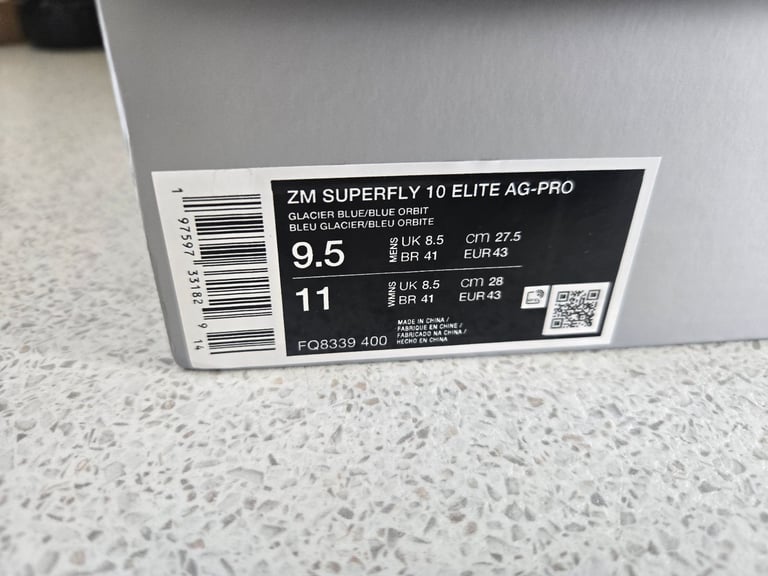 ZM SUPERFLY 10 ELITE AG-PRO
GLACIER BLUE/BLUE ORBIT
BLEU GLACIER/BLEU ORBITE
9.5 MENS UK 8.5 cm 27.5
BR 41 EUR 43
11 WMNS UK 8.5 cm 28
BR 41 EUR 43
MADE IN CHINA /
FABRIQUE EN CHINE /
FABRICADO NA CHINA /
HECHO EN CHINA
FQ8339 400
1 97597 33182 9 14